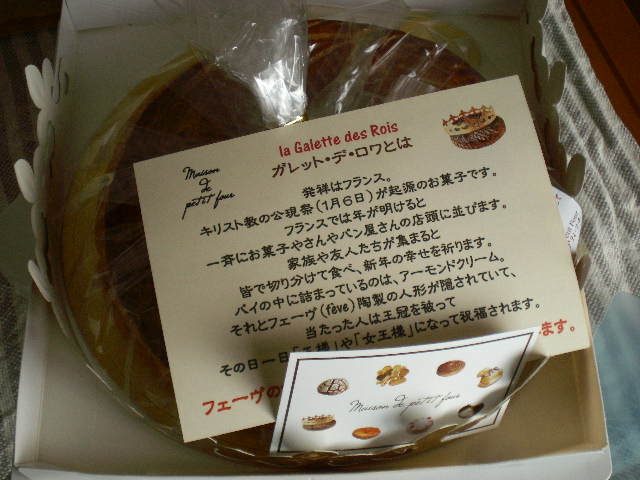 la Galette des Rois
ガレット・デ・ロワとは
Maison
de
petit four
発祥はフランス。
キリスト教の公現祭(1月6日)が起源のお菓子です。
フランスでは年が明けると
一斉にお菓子やさんやパン屋さんの店頭に並びます。
家族や友人たちが集まると
皆で切り分けて食べ、新年の幸せを祈ります。
パイの中に詰まっているのは、アーモンドクリーム。
それとフェーヴ(fève)陶製の人形が隠されていて、
当たった人は王冠を被って
その日一日「王様」や「女王様」になって祝福されます。
フェーヴの
ます。
Maison de petit four